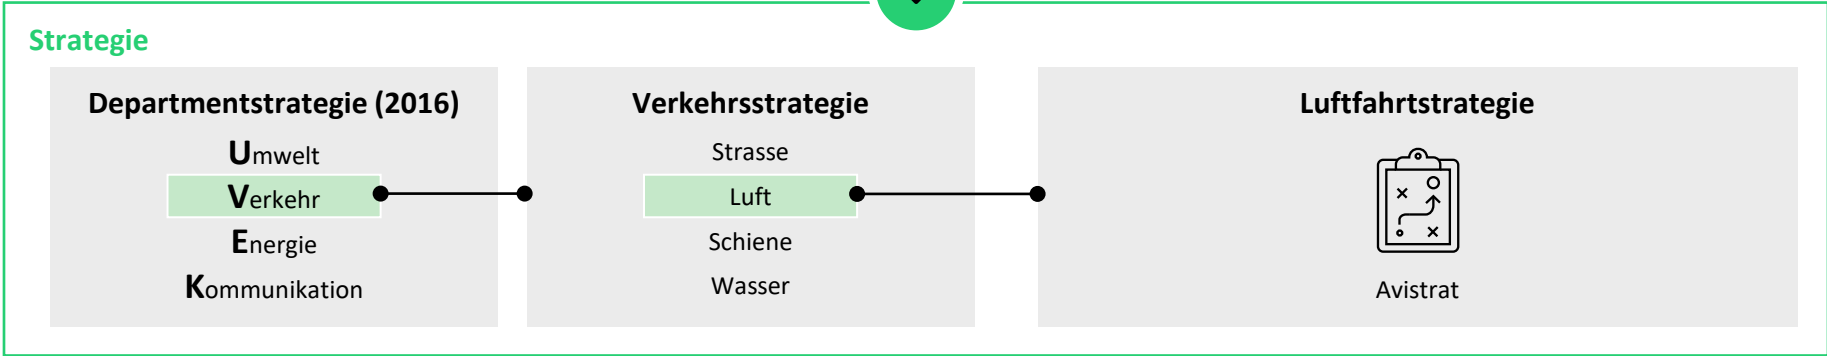 Strategie
Departmentstrategie (2016)
Umwelt
Verkehr
Energie
Kommunikation
Verkehrsstrategie
Strasse
Luft
Schiene
Wasser
Luftfahrtstrategie
Avistrat